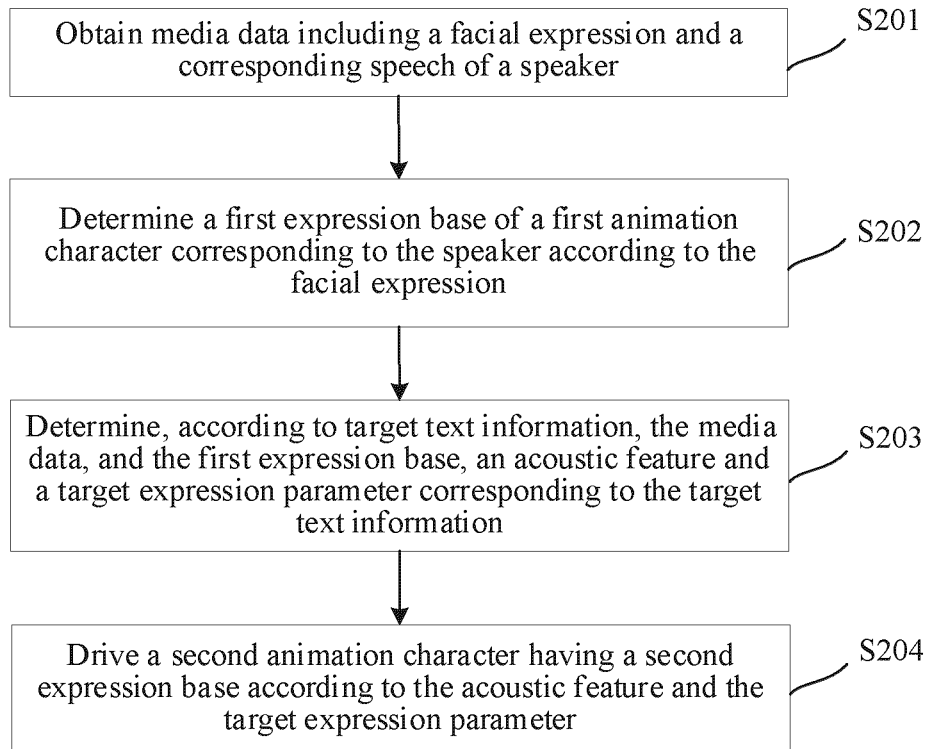 Obtain media data including a facial expression and a
corresponding speech of a speaker
S201
Determine a first expression base of a first animation
character corresponding to the speaker according to the
facial expression
S202
Determine, according to target text information, the media
data, and the first expression base, an acoustic feature and
a target expression parameter corresponding to the target
text information
S203
Drive a second animation character having a second
expression base according to the acoustic feature and the
target expression parameter
S204